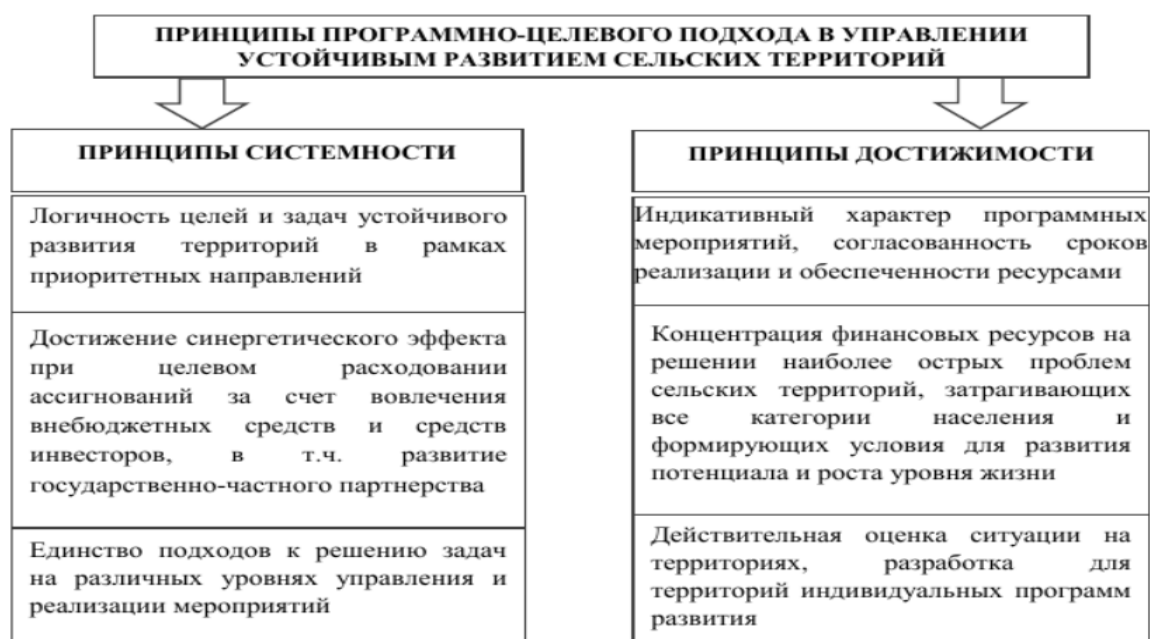 ПРИНЦИПЫ ПРОГРАММНО-ЦЕЛЕВОГО ПОДХОДА В УПРАВЛЕНИИ
УСТОЙЧИВЫМ РАЗВИТИЕМ СЕЛЬСКИХ ТЕРРИТОРИЙ
ПРИНЦИПЫ СИСТЕМНОСТИ
Логичность целей и задач устойчивого
развития территорий в рамках
приоритетных направлений
Достижение синергетического эффекта
при целевом расходовании
ассигнований за счет вовлечения
внебюджетных средств и средств
инвесторов, в т.ч. развитие
государственно-частного партнерства
Единство подходов к решению задач
на различных уровнях управления и
реализации мероприятий
ПРИНЦИПЫ ДОСТИЖИМОСТИ
Индикативный характер программных
мероприятий, согласованность сроков
реализации и обеспеченности ресурсами
Концентрация финансовых ресурсов на
решении наиболее острых проблем
сельских территорий, затрагивающих
все категории населения и
формирующих условия для развития
потенциала и роста уровня жизни
Действительная оценка ситуации на
территориях, разработка для
территорий индивидуальных программ
развития